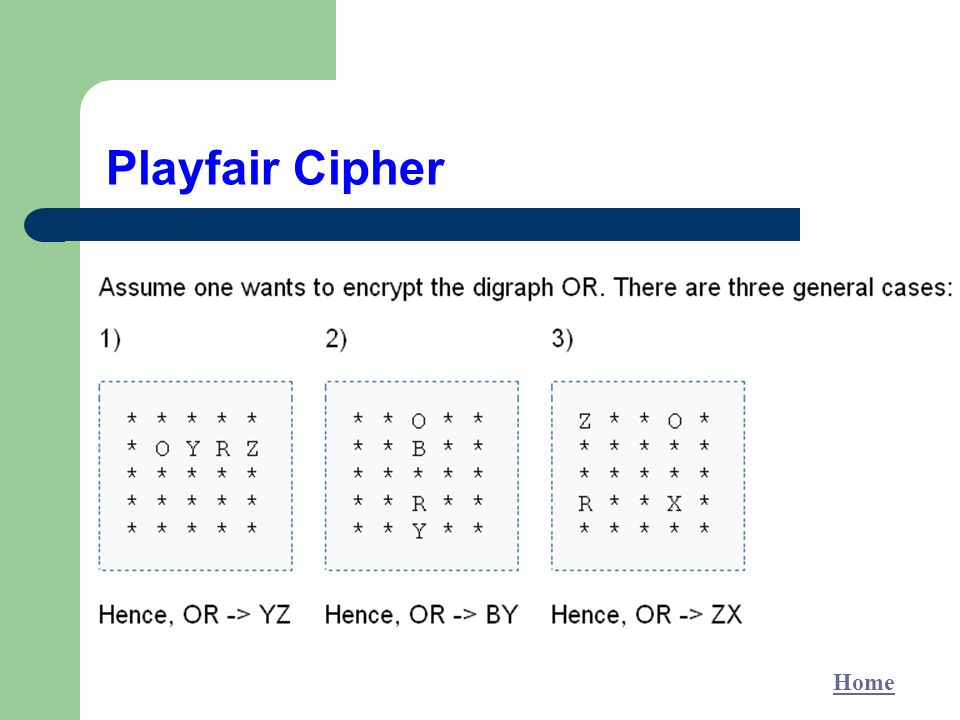 Playfair Cipher
Assume one wants to encrypt the digraph OR. There are three general cases:
1) 2) 3)
* * * * * * * O * * Z * * O *
* O Y R Z * * B * * * * * * *
* * * * * * * * * * * * * * *
* * * * * * * R * * R * * X *
* * * * * * * Y * * * * * * *
Hence, OR -> YZ Hence, OR -> BY Hence, OR -> ZX
Home